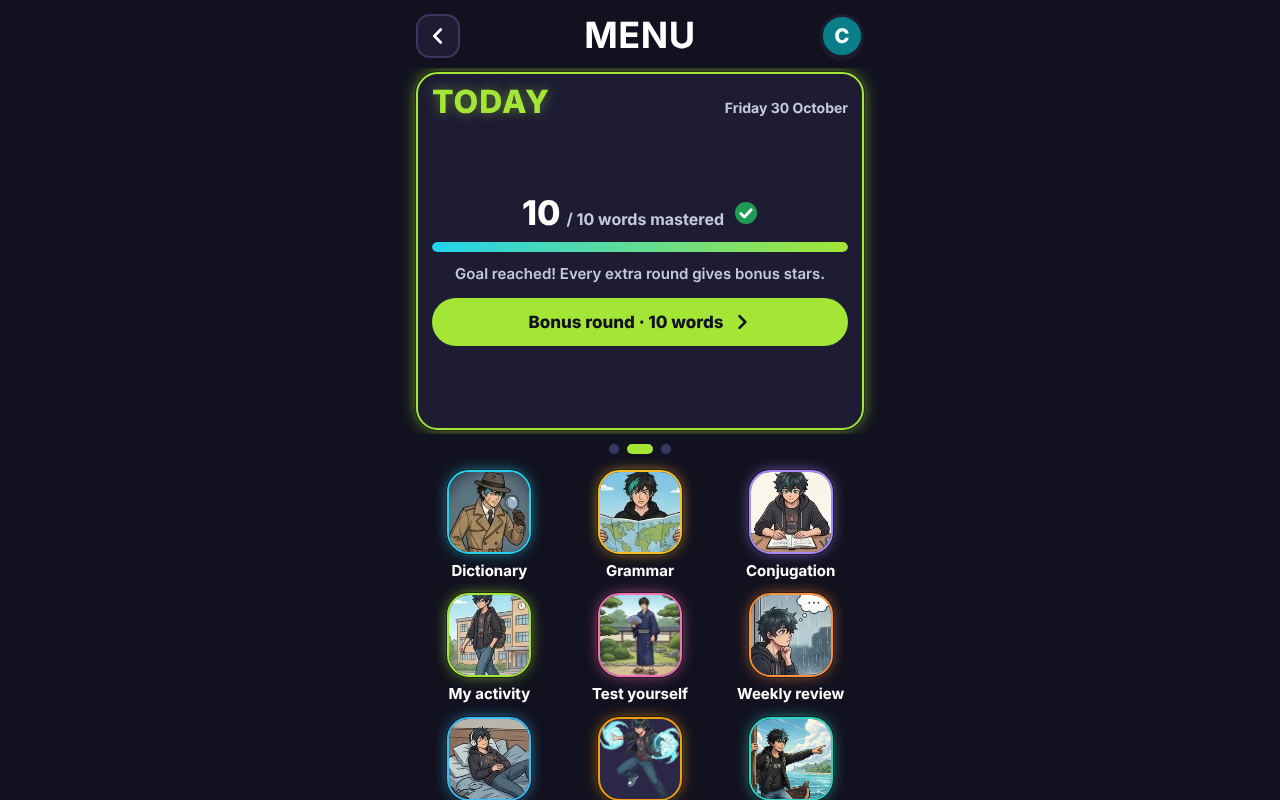 MENU
C
TODAY
Friday 30 October
10 / 10 words mastered
Goal reached! Every extra round gives bonus stars.
Bonus round · 10 words
Dictionary
Grammar
Conjugation
My activity
Test yourself
Weekly review